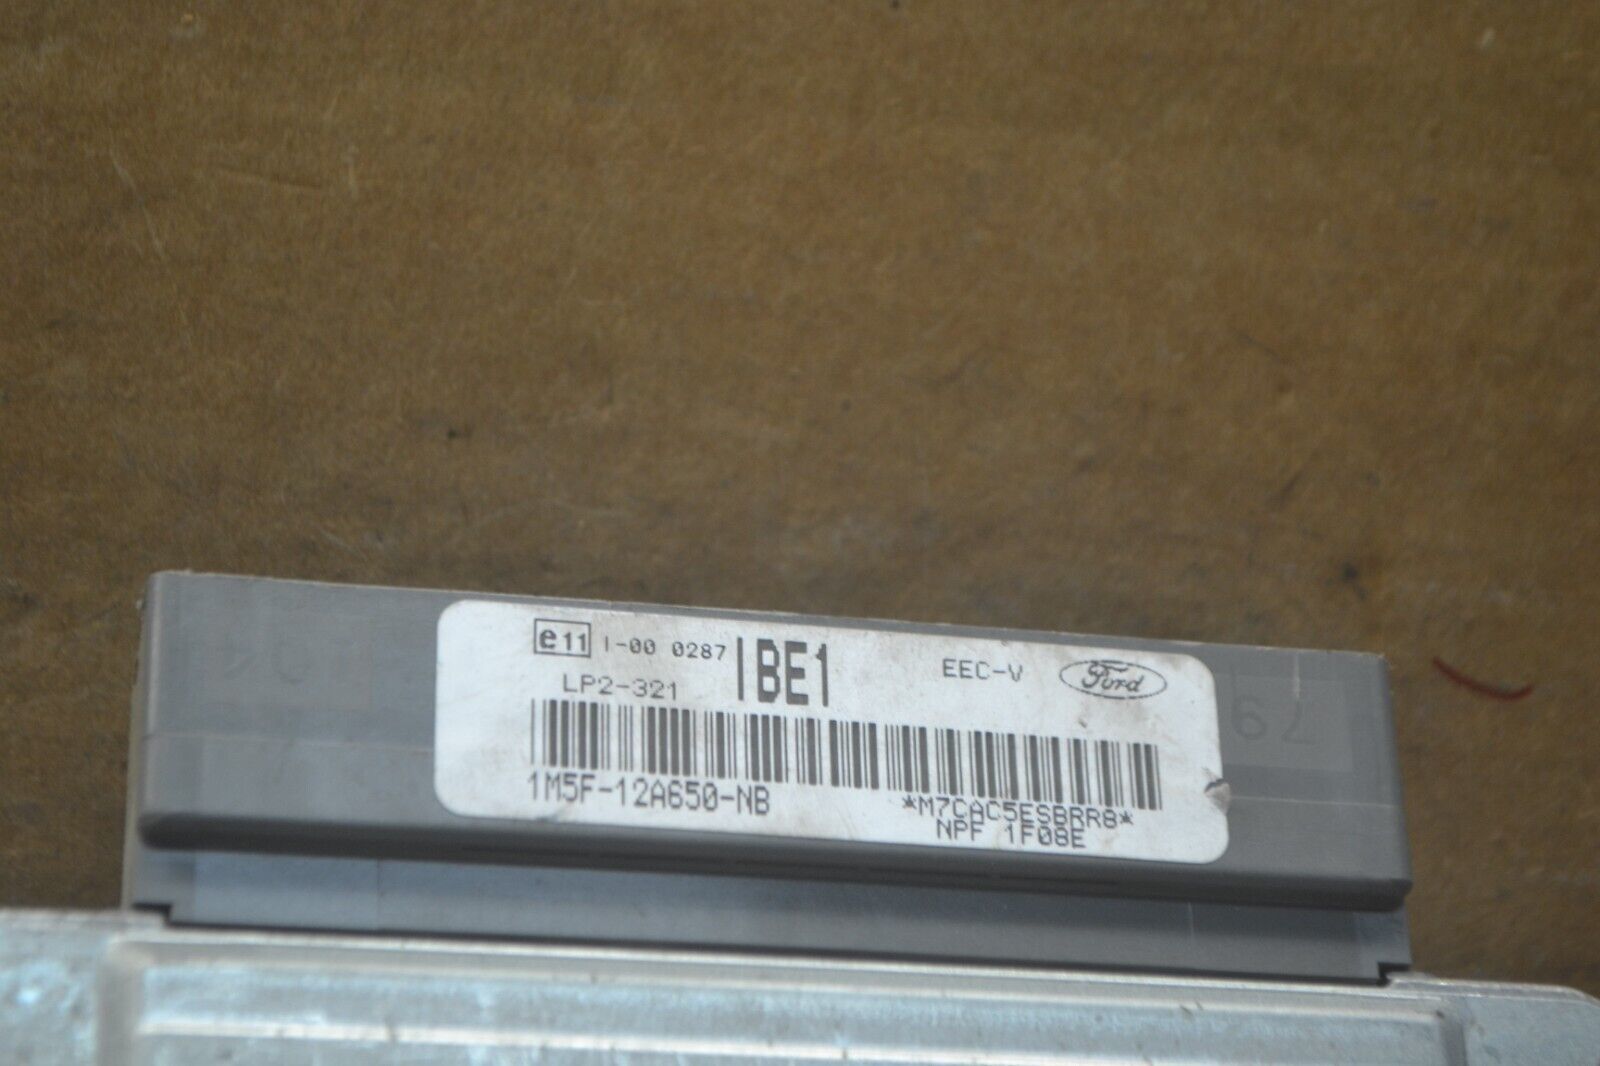 e11 I-00 0287 IBE1 EEC-V Ford
LP2-321
1M5F-12A650-NB *M7CAC5ESBRR8*
NPF 1F08E